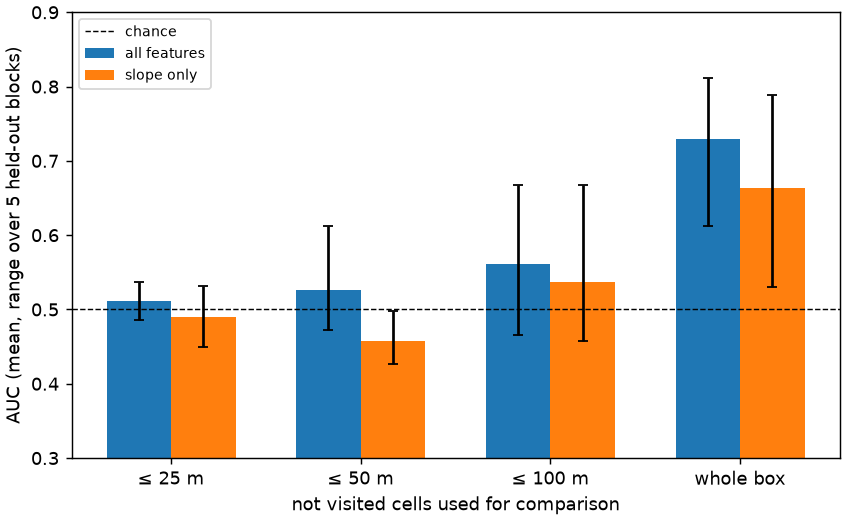 AUC (mean, range over 5 held-out blocks)
0.9
0.8
0.7
0.6
0.5
0.4
0.3
chance
all features
slope only
≤ 25 m
≤ 50 m
≤ 100 m
whole box
not visited cells used for comparison